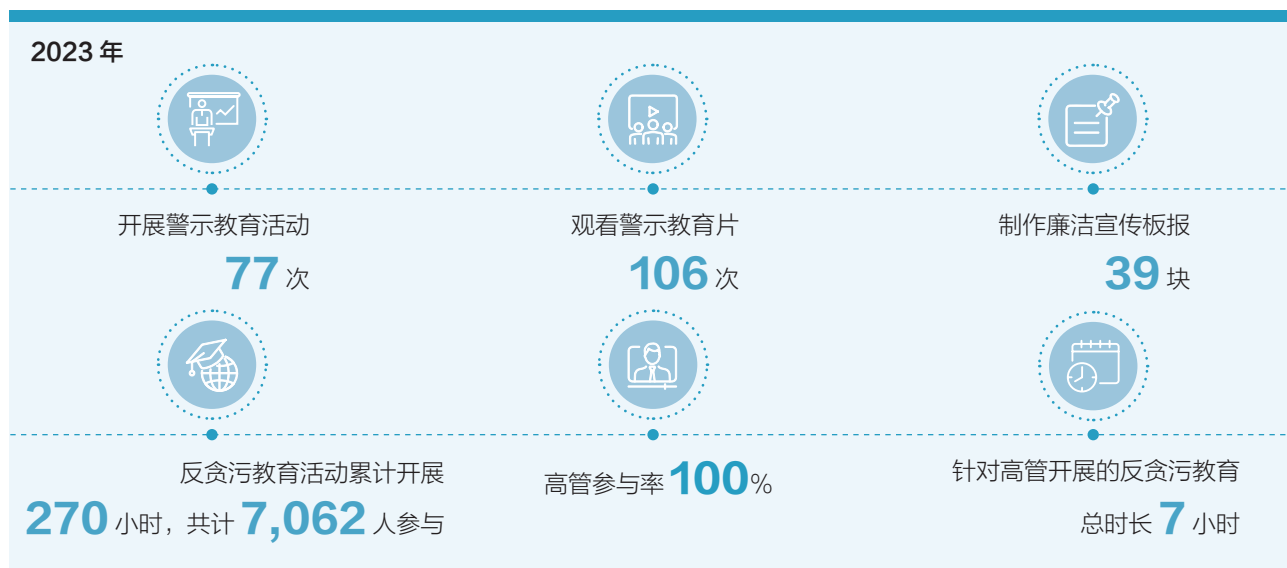 2023 年
开展警示教育活动
77 次
观看警示教育片
106 次
制作廉洁宣传板报
39 块
反贪污教育活动累计开展
270 小时，共计 7,062 人参与
高管参与率 100%
针对高管开展的反贪污教育
总时长 7 小时